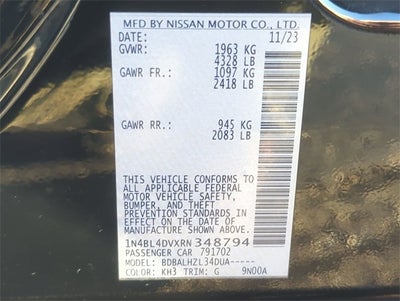 MFD BY NISSAN MOTOR CO., LTD.
DATE: 11/23
GVWR: 1963 KG
4328 LB
GAWR FR.: 1097 KG
2418 LB
GAWR RR.: 945 KG
2083 LB
THIS VEHICLE CONFORMS TO
ALL APPLICABLE FEDERAL
MOTOR VEHICLE SAFETY,
BUMPER, AND THEFT
PREVENTION STANDARDS IN
EFFECT ON THE DATE OF
MANUFACTURE SHOWN ABOVE.
1N4BL4DVXRN348794
PASSENGER CAR 791702
MODEL: BDBALHZL34DUA-----
COLOR: KH3 TRIM: G 9N00A